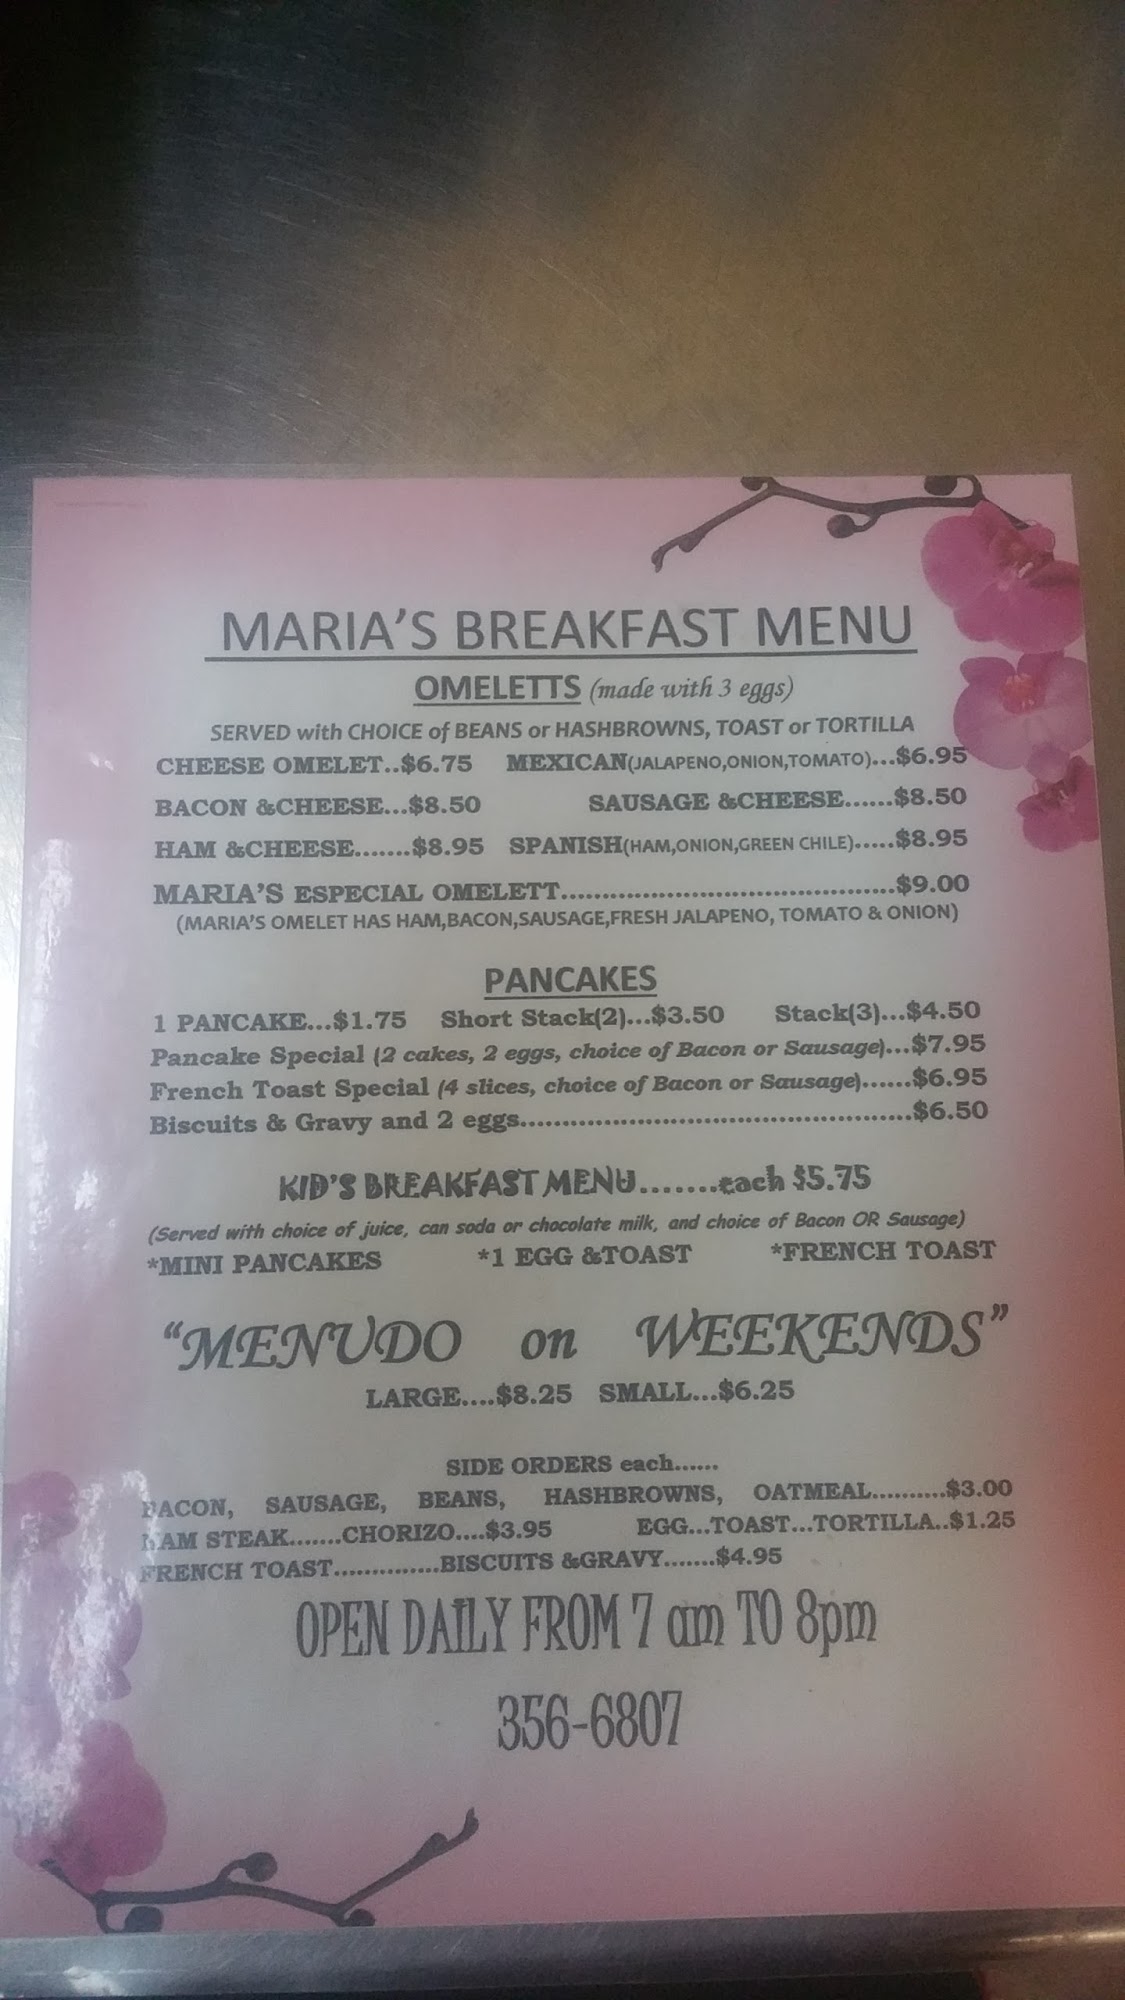 MARIA'S BREAKFAST MENU
OMELETTS (made with 3 eggs)
SERVED with CHOICE of BEANS or HASHBROWNS, TOAST or TORTILLA
CHEESE OMELET..$6.75 MEXICAN(JALAPENO,ONION,TOMATO)...$6.95
BACON &CHEESE...$8.50 SAUSAGE &CHEESE......$8.50
HAM &CHEESE.......$8.95 SPANISH(HAM,ONION,GREEN CHILE).....$8.95
MARIA'S ESPECIAL OMELETT........................................$9.00
(MARIA'S OMELET HAS HAM,BACON,SAUSAGE,FRESH JALAPENO, TOMATO & ONION)
PANCAKES
1 PANCAKE...$1.75 Short Stack(2)...$3.50 Stack(3)...$4.50
Pancake Special (2 cakes, 2 eggs, choice of Bacon or Sausage)...$7.95
French Toast Special (4 slices, choice of Bacon or Sausage)......$6.95
Biscuits & Gravy and 2 eggs...............................................$6.50
KID'S BREAKFAST MENU........each $5.75
(Served with choice of juice, can soda or chocolate milk, and choice of Bacon OR Sausage)
*MINI PANCAKES *1 EGG &TOAST *FRENCH TOAST
"MENUDO on WEEKENDS"
LARGE....$8.25 SMALL...$6.25
SIDE ORDERS each......
BACON, SAUSAGE, BEANS, HASHBROWNS, OATMEAL..........$3.00
HAM STEAK.......CHORIZO....$3.95 EGG...TOAST...TORTILLA..$1.25
FRENCH TOAST..............BISCUITS &GRAVY.......$4.95
OPEN DAILY FROM 7 am TO 8pm
356-6807